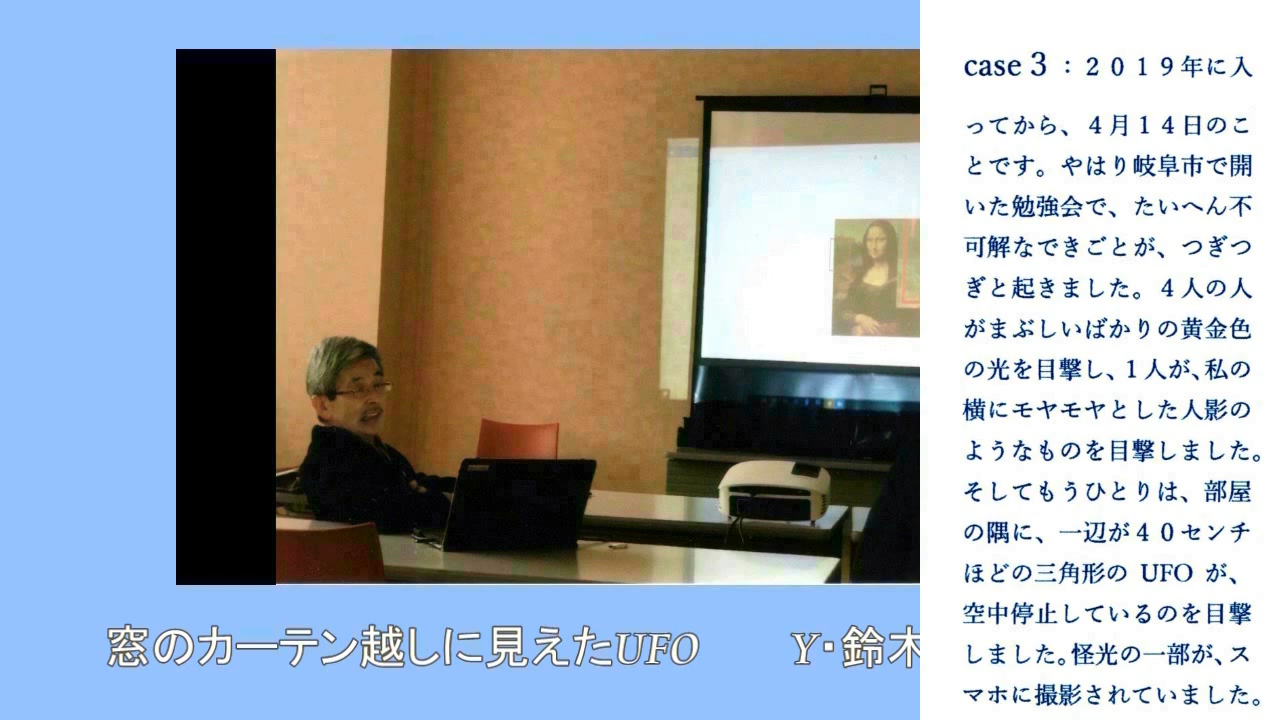 case 3：２０１９年に入
ってから、４月１４日のこ
とです。やはり岐阜市で開
いた勉強会で、たいへん不
可解なできごとが、つぎつ
ぎと起きました。４人の人
がまぶしいばかりの黄金色
の光を目撃し、１人が、私の
横にモヤモヤとした人影の
ようなものを目撃しました。
そしてもうひとりは、部屋
の隅に、一辺が４０センチ
ほどの三角形の UFO が、
空中停止しているのを目撃
しました。怪光の一部が、ス
マホに撮影されていました。
窓のカーテン越しに見えたUFO　　Y・鈴木